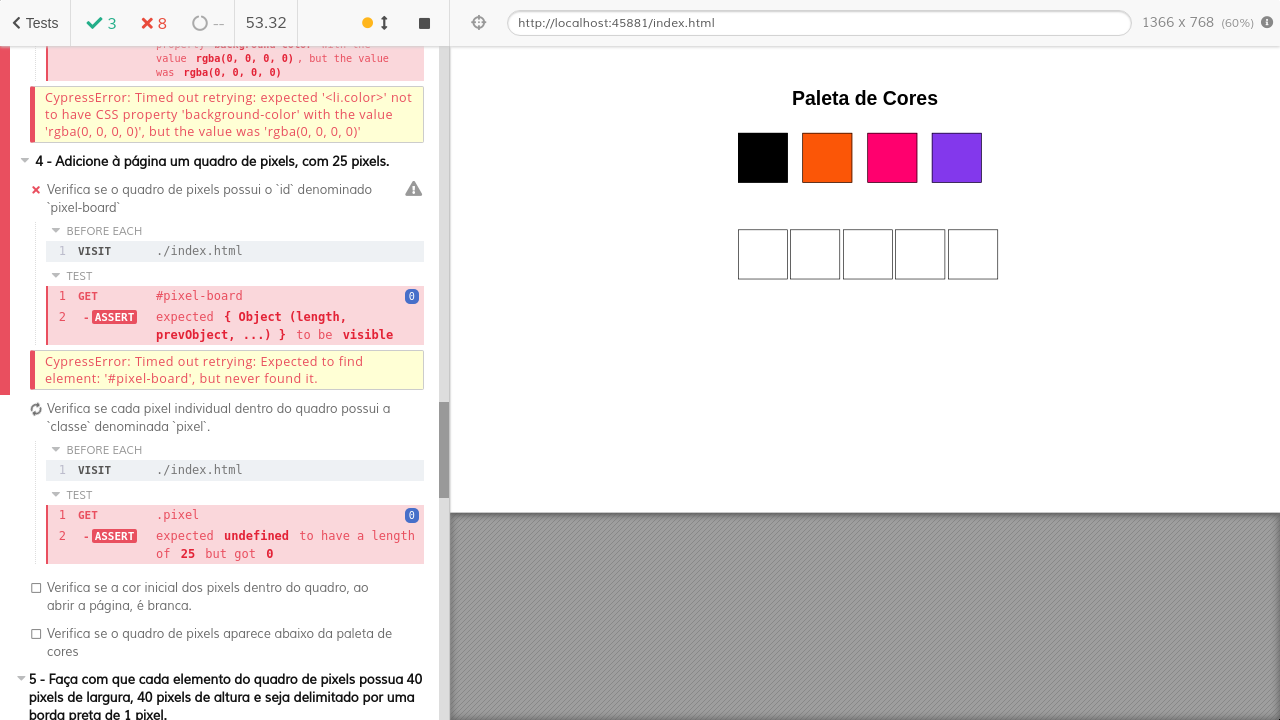 Tests
3
8
--
53.32
http://localhost:45881/index.html
1366 x 768 (60%)
property background-color with the
value rgba(0, 0, 0, 0), but the value
was rgba(0, 0, 0, 0)
CypressError: Timed out retrying: expected '<li.color>' not
to have CSS property 'background-color' with the value
'rgba(0, 0, 0, 0)', but the value was 'rgba(0, 0, 0, 0)'
4 - Adicione à página um quadro de pixels, com 25 pixels.
Verifica se o quadro de pixels possui o `id` denominado
`pixel-board`
BEFORE EACH
1 VISIT ./index.html
TEST
1 GET #pixel-board 0
2 -ASSERT expected { Object (length,
prevObject, ...) } to be visible
CypressError: Timed out retrying: Expected to find
element: '#pixel-board', but never found it.
Verifica se cada pixel individual dentro do quadro possui a
`classe` denominada `pixel`.
BEFORE EACH
1 VISIT ./index.html
TEST
1 GET .pixel 0
2 -ASSERT expected undefined to have a length
of 25 but got 0
Verifica se a cor inicial dos pixels dentro do quadro, ao
abrir a página, é branca.
Verifica se o quadro de pixels aparece abaixo da paleta de
cores
5 - Faça com que cada elemento do quadro de pixels possua 40
pixels de largura, 40 pixels de altura e seja delimitado por uma
borda preta de 1 pixel.
Paleta de Cores